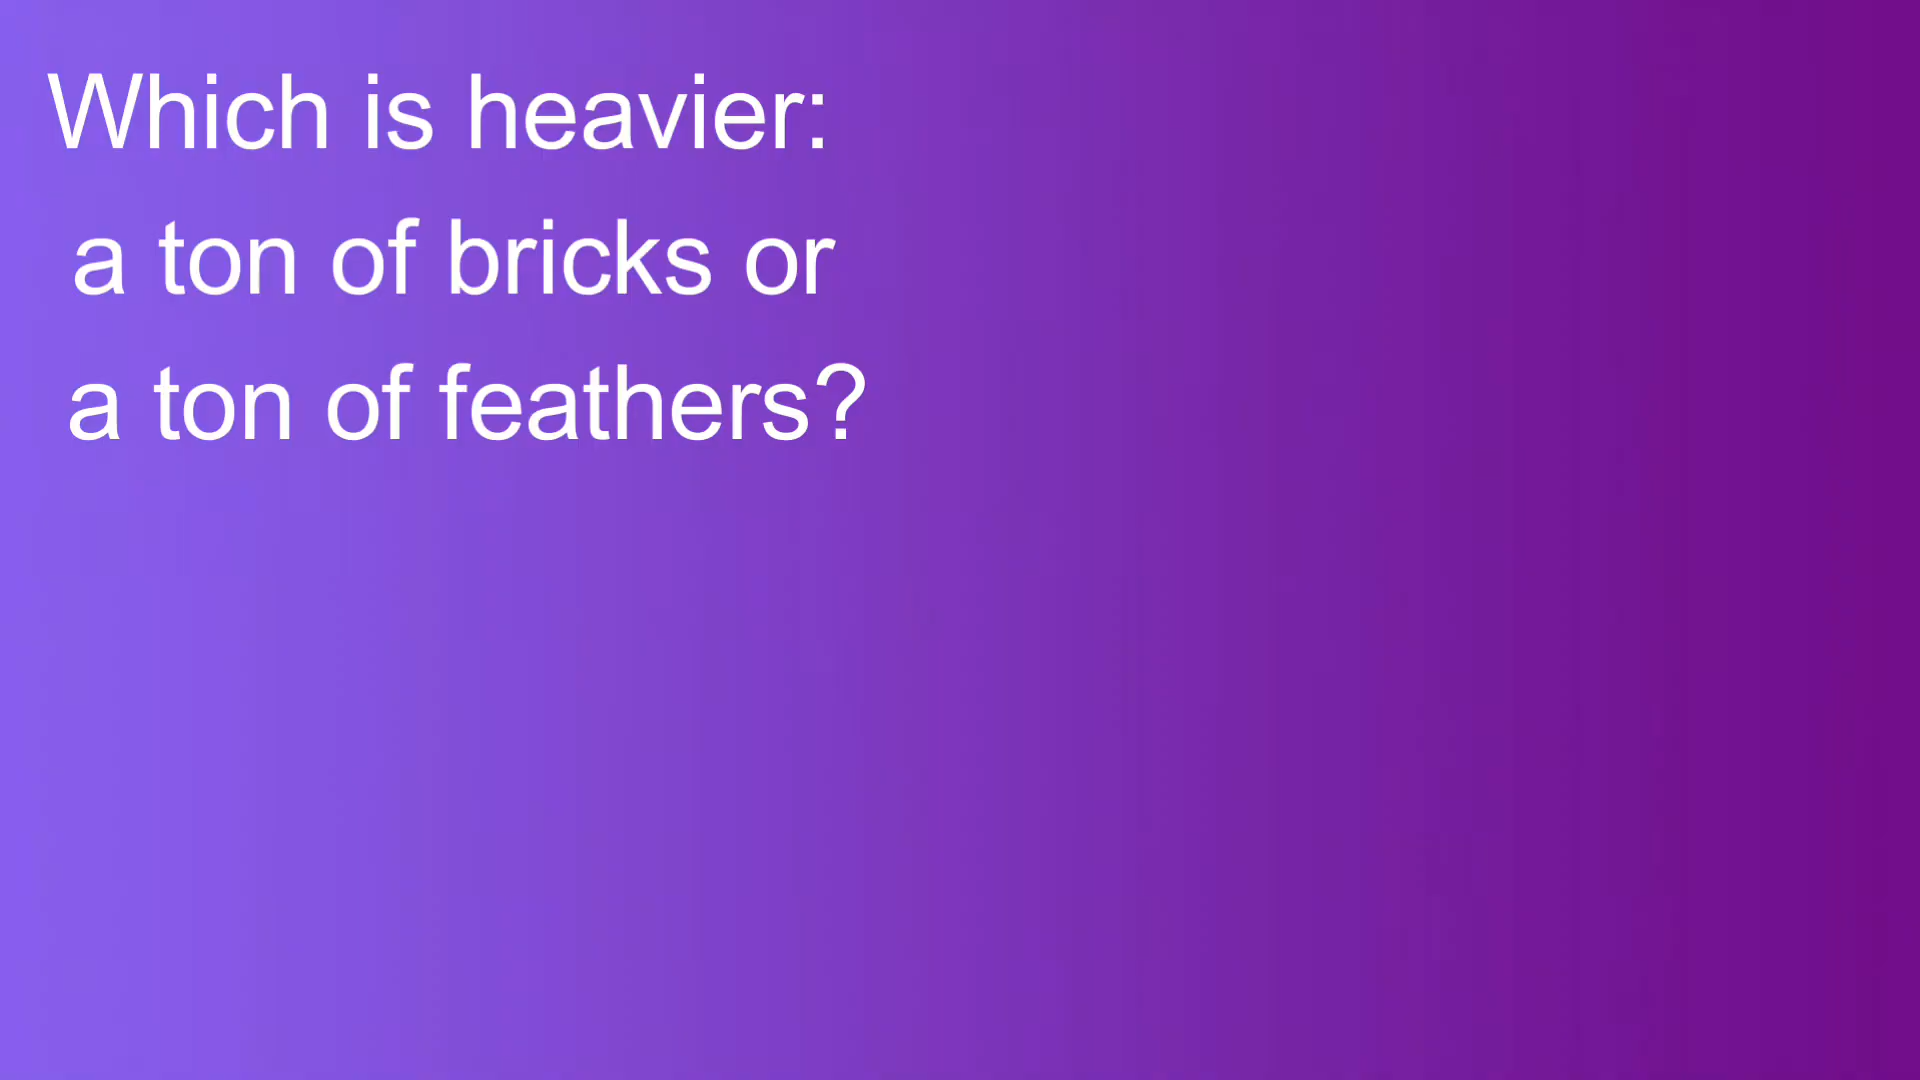 Which is heavier:
a ton of bricks or
a ton of feathers?